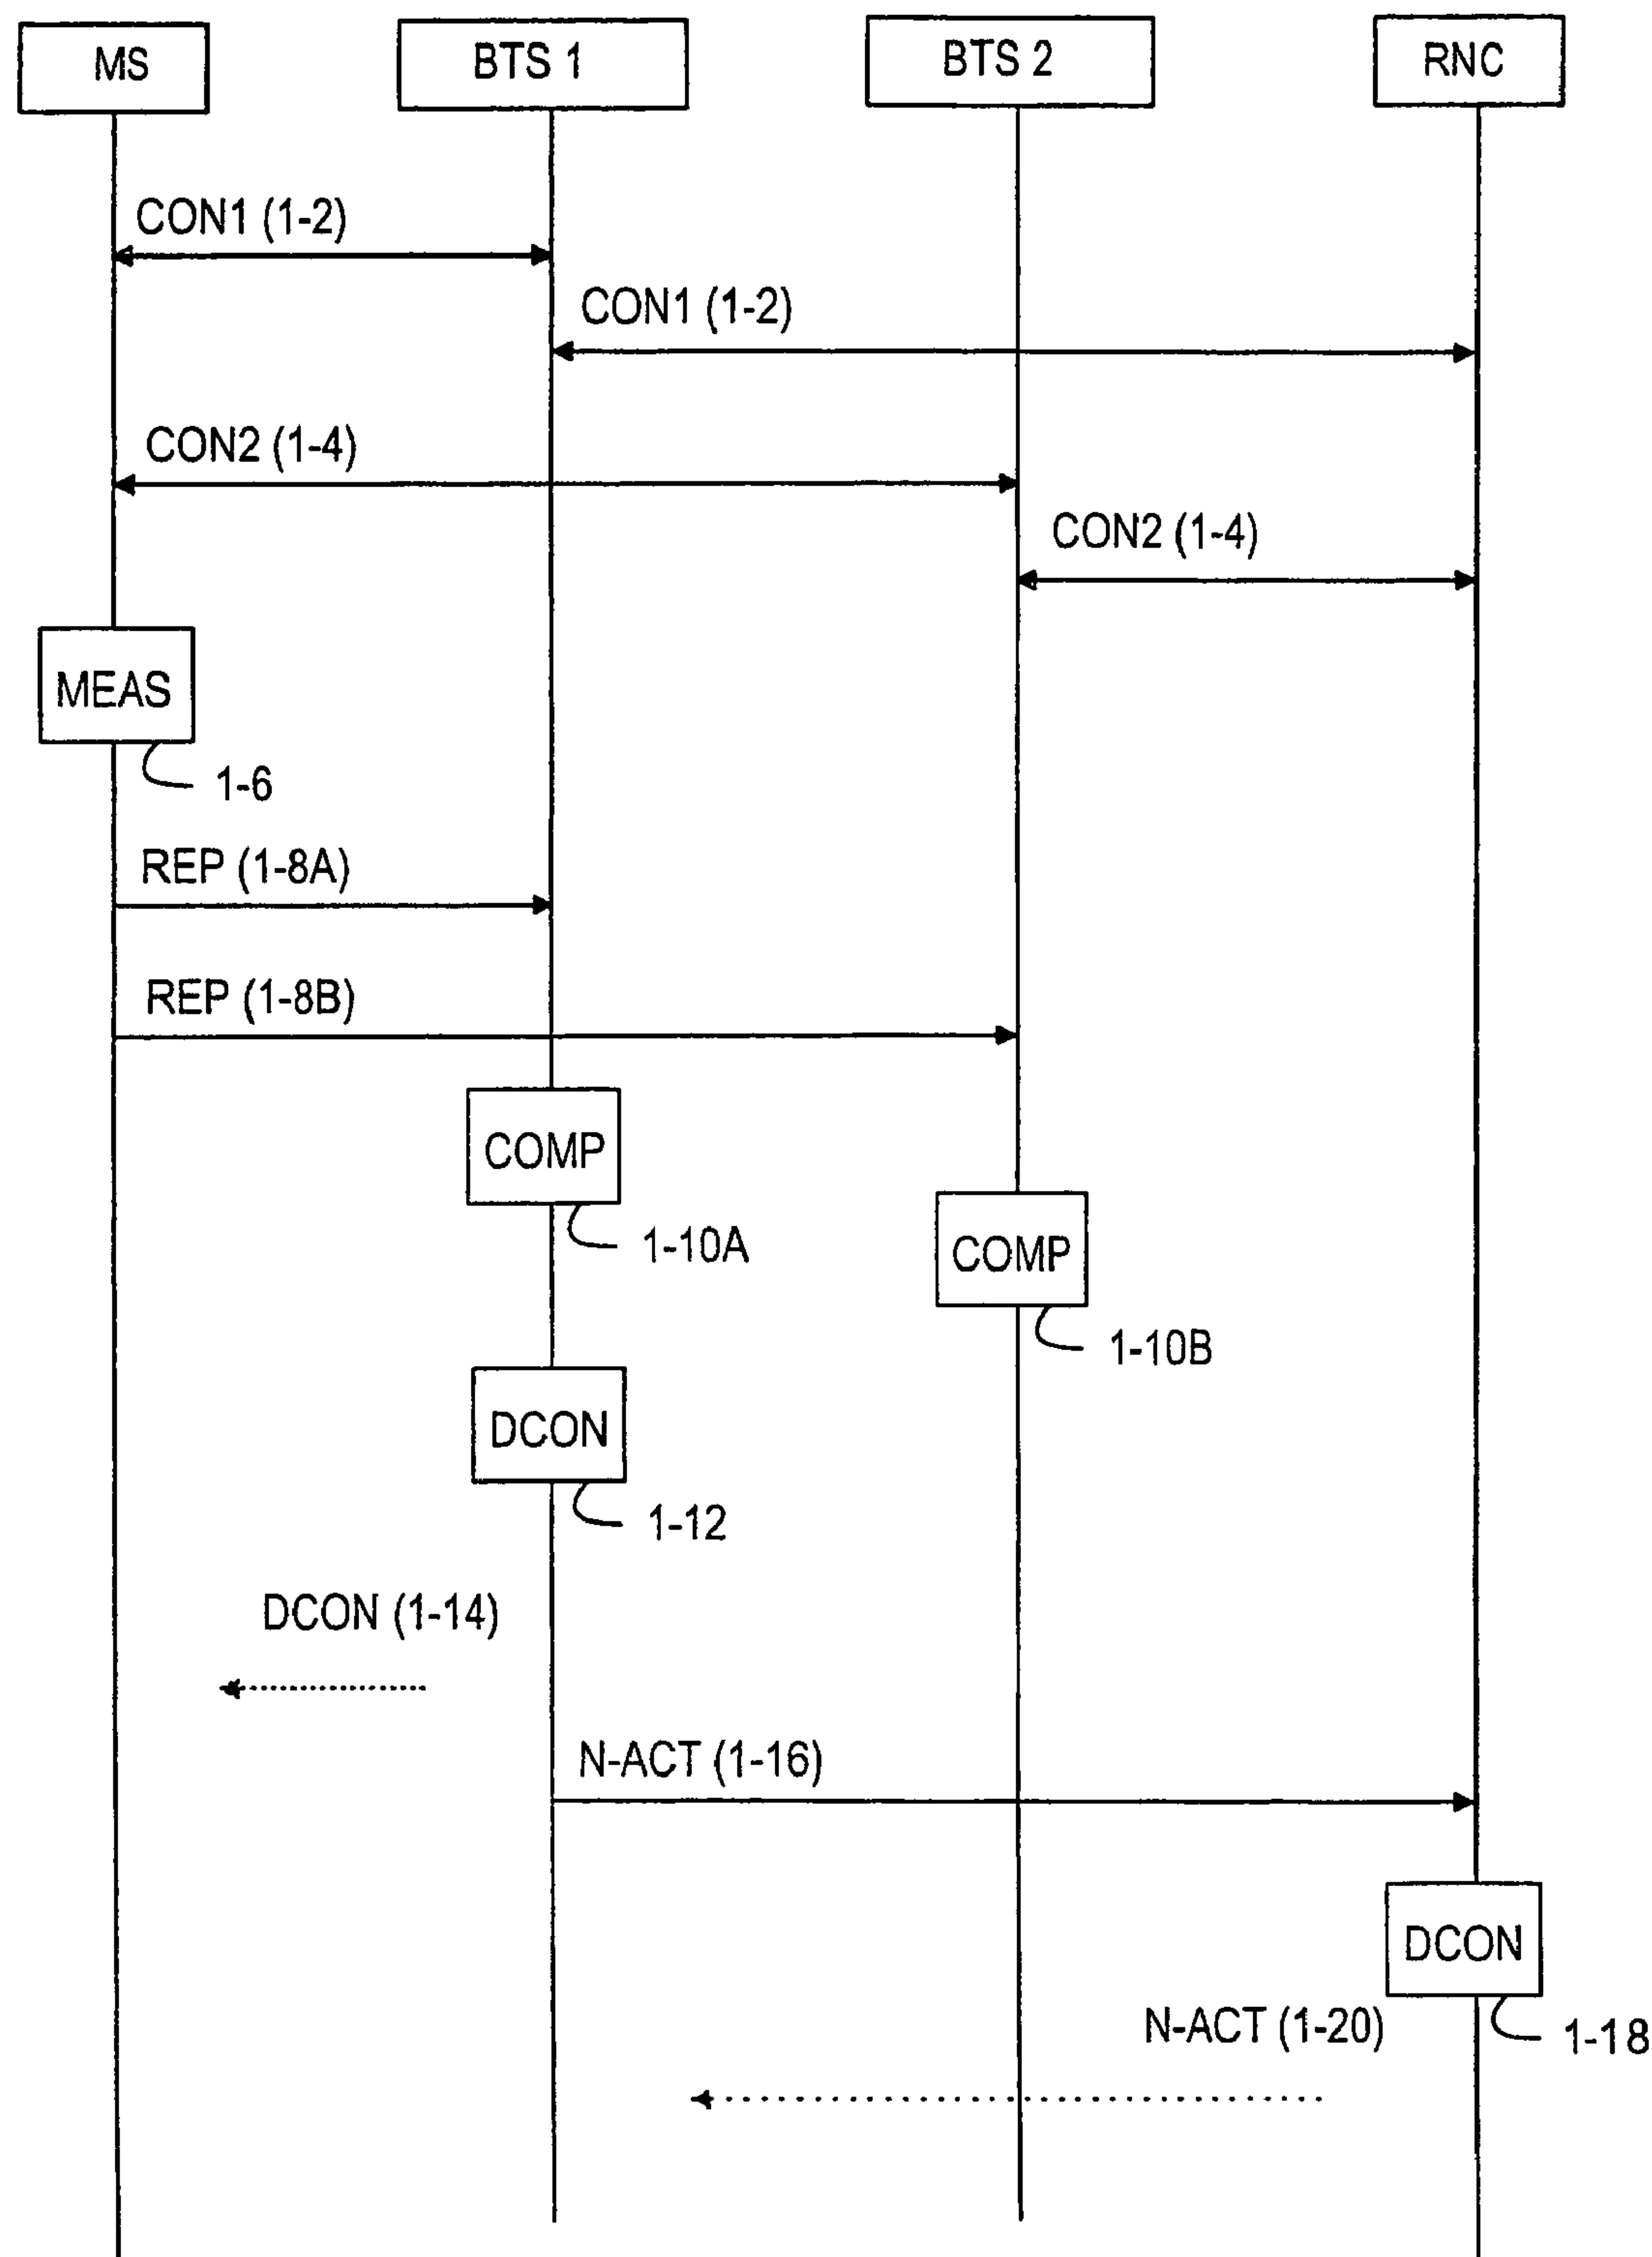 MS
BTS 1
BTS 2
RNC
CON1 (1-2)
CON1 (1-2)
CON2 (1-4)
CON2 (1-4)
MEAS
1-6
REP (1-8A)
REP (1-8B)
COMP
1-10A
COMP
1-10B
DCON
1-12
DCON (1-14)
N-ACT (1-16)
DCON
1-18
N-ACT (1-20)